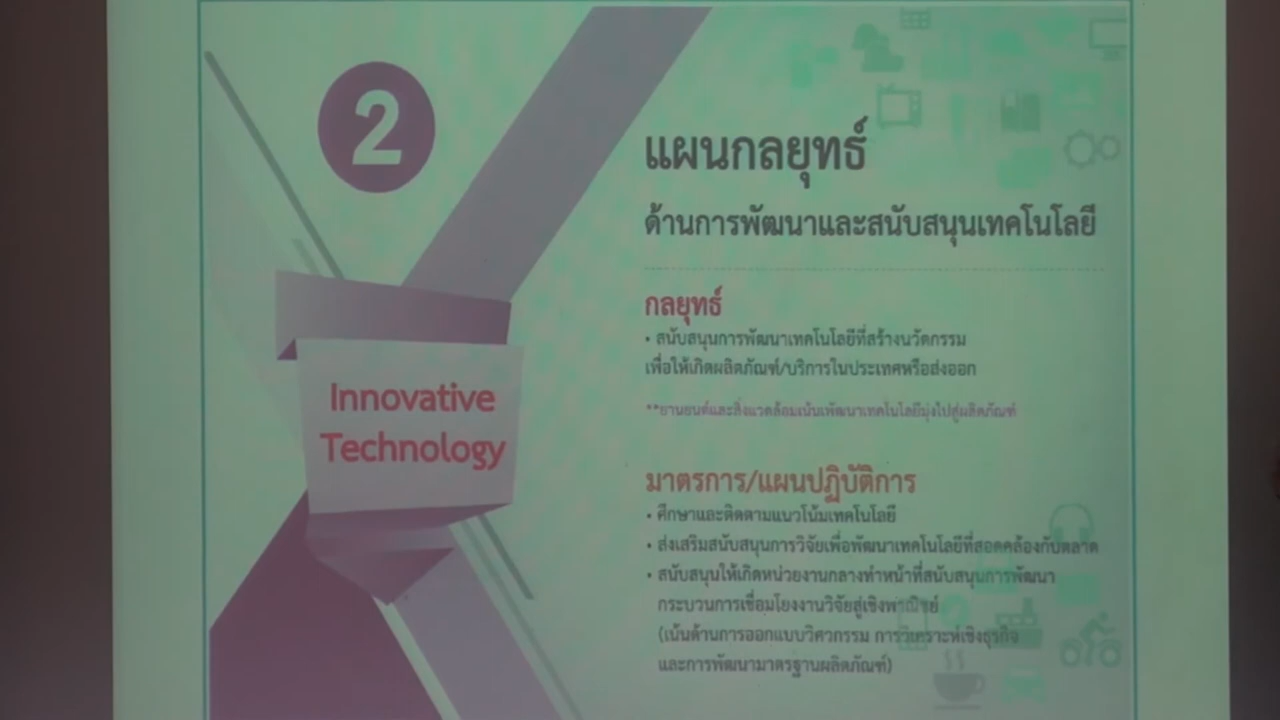 2
Innovative
Technology
แผนกลยุทธ์
ด้านการพัฒนาและสนับสนุนเทคโนโลยี
กลยุทธ์
• สนับสนุนการพัฒนาเทคโนโลยีที่สร้างนวัตกรรม
เพื่อให้เกิดผลิตภัณฑ์/บริการในประเทศหรือส่งออก
**ยานยนต์และสิ่งแวดล้อมเน้นพัฒนาเทคโนโลยีมุ่งไปสู่ผลิตภัณฑ์
มาตรการ/แผนปฏิบัติการ
• ศึกษาและติดตามแนวโน้มเทคโนโลยี
• ส่งเสริมสนับสนุนการวิจัยเพื่อพัฒนาเทคโนโลยีที่สอดคล้องกับตลาด
• สนับสนุนให้เกิดหน่วยงานกลางทำหน้าที่สนับสนุนการพัฒนา
กระบวนการเชื่อมโยงงานวิจัยสู่เชิงพาณิชย์
(เน้นด้านการออกแบบวิศวกรรม การวิเคราะห์เชิงธุรกิจ
และการพัฒนามาตรฐานผลิตภัณฑ์)